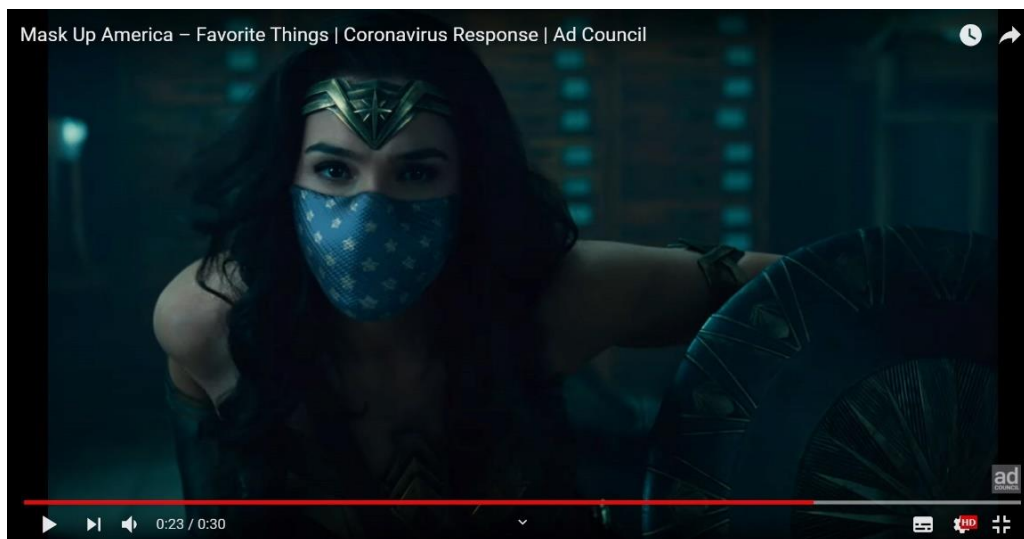 Mask Up America – Favorite Things | Coronavirus Response | Ad Council
ad
COUNCIL
0:23 / 0:30
HD